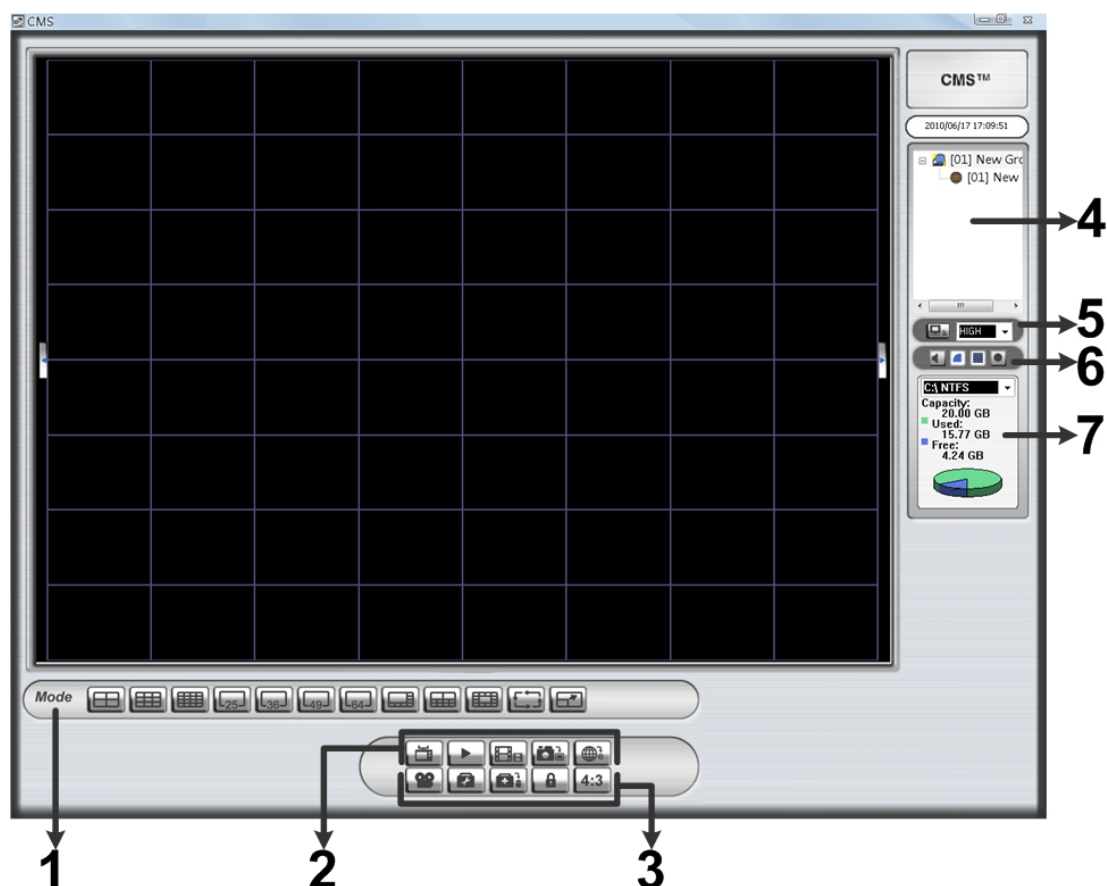 CMS
CMS™
2010/06/17 17:09:51
[01] New Gro
[01] New
4
HIGH
5
6
C:\ NTFS
Capacity:
20.00 GB
Used:
15.77 GB
Free:
4.24 GB
7
Mode
25
36
49
64
4:3
1
2
3